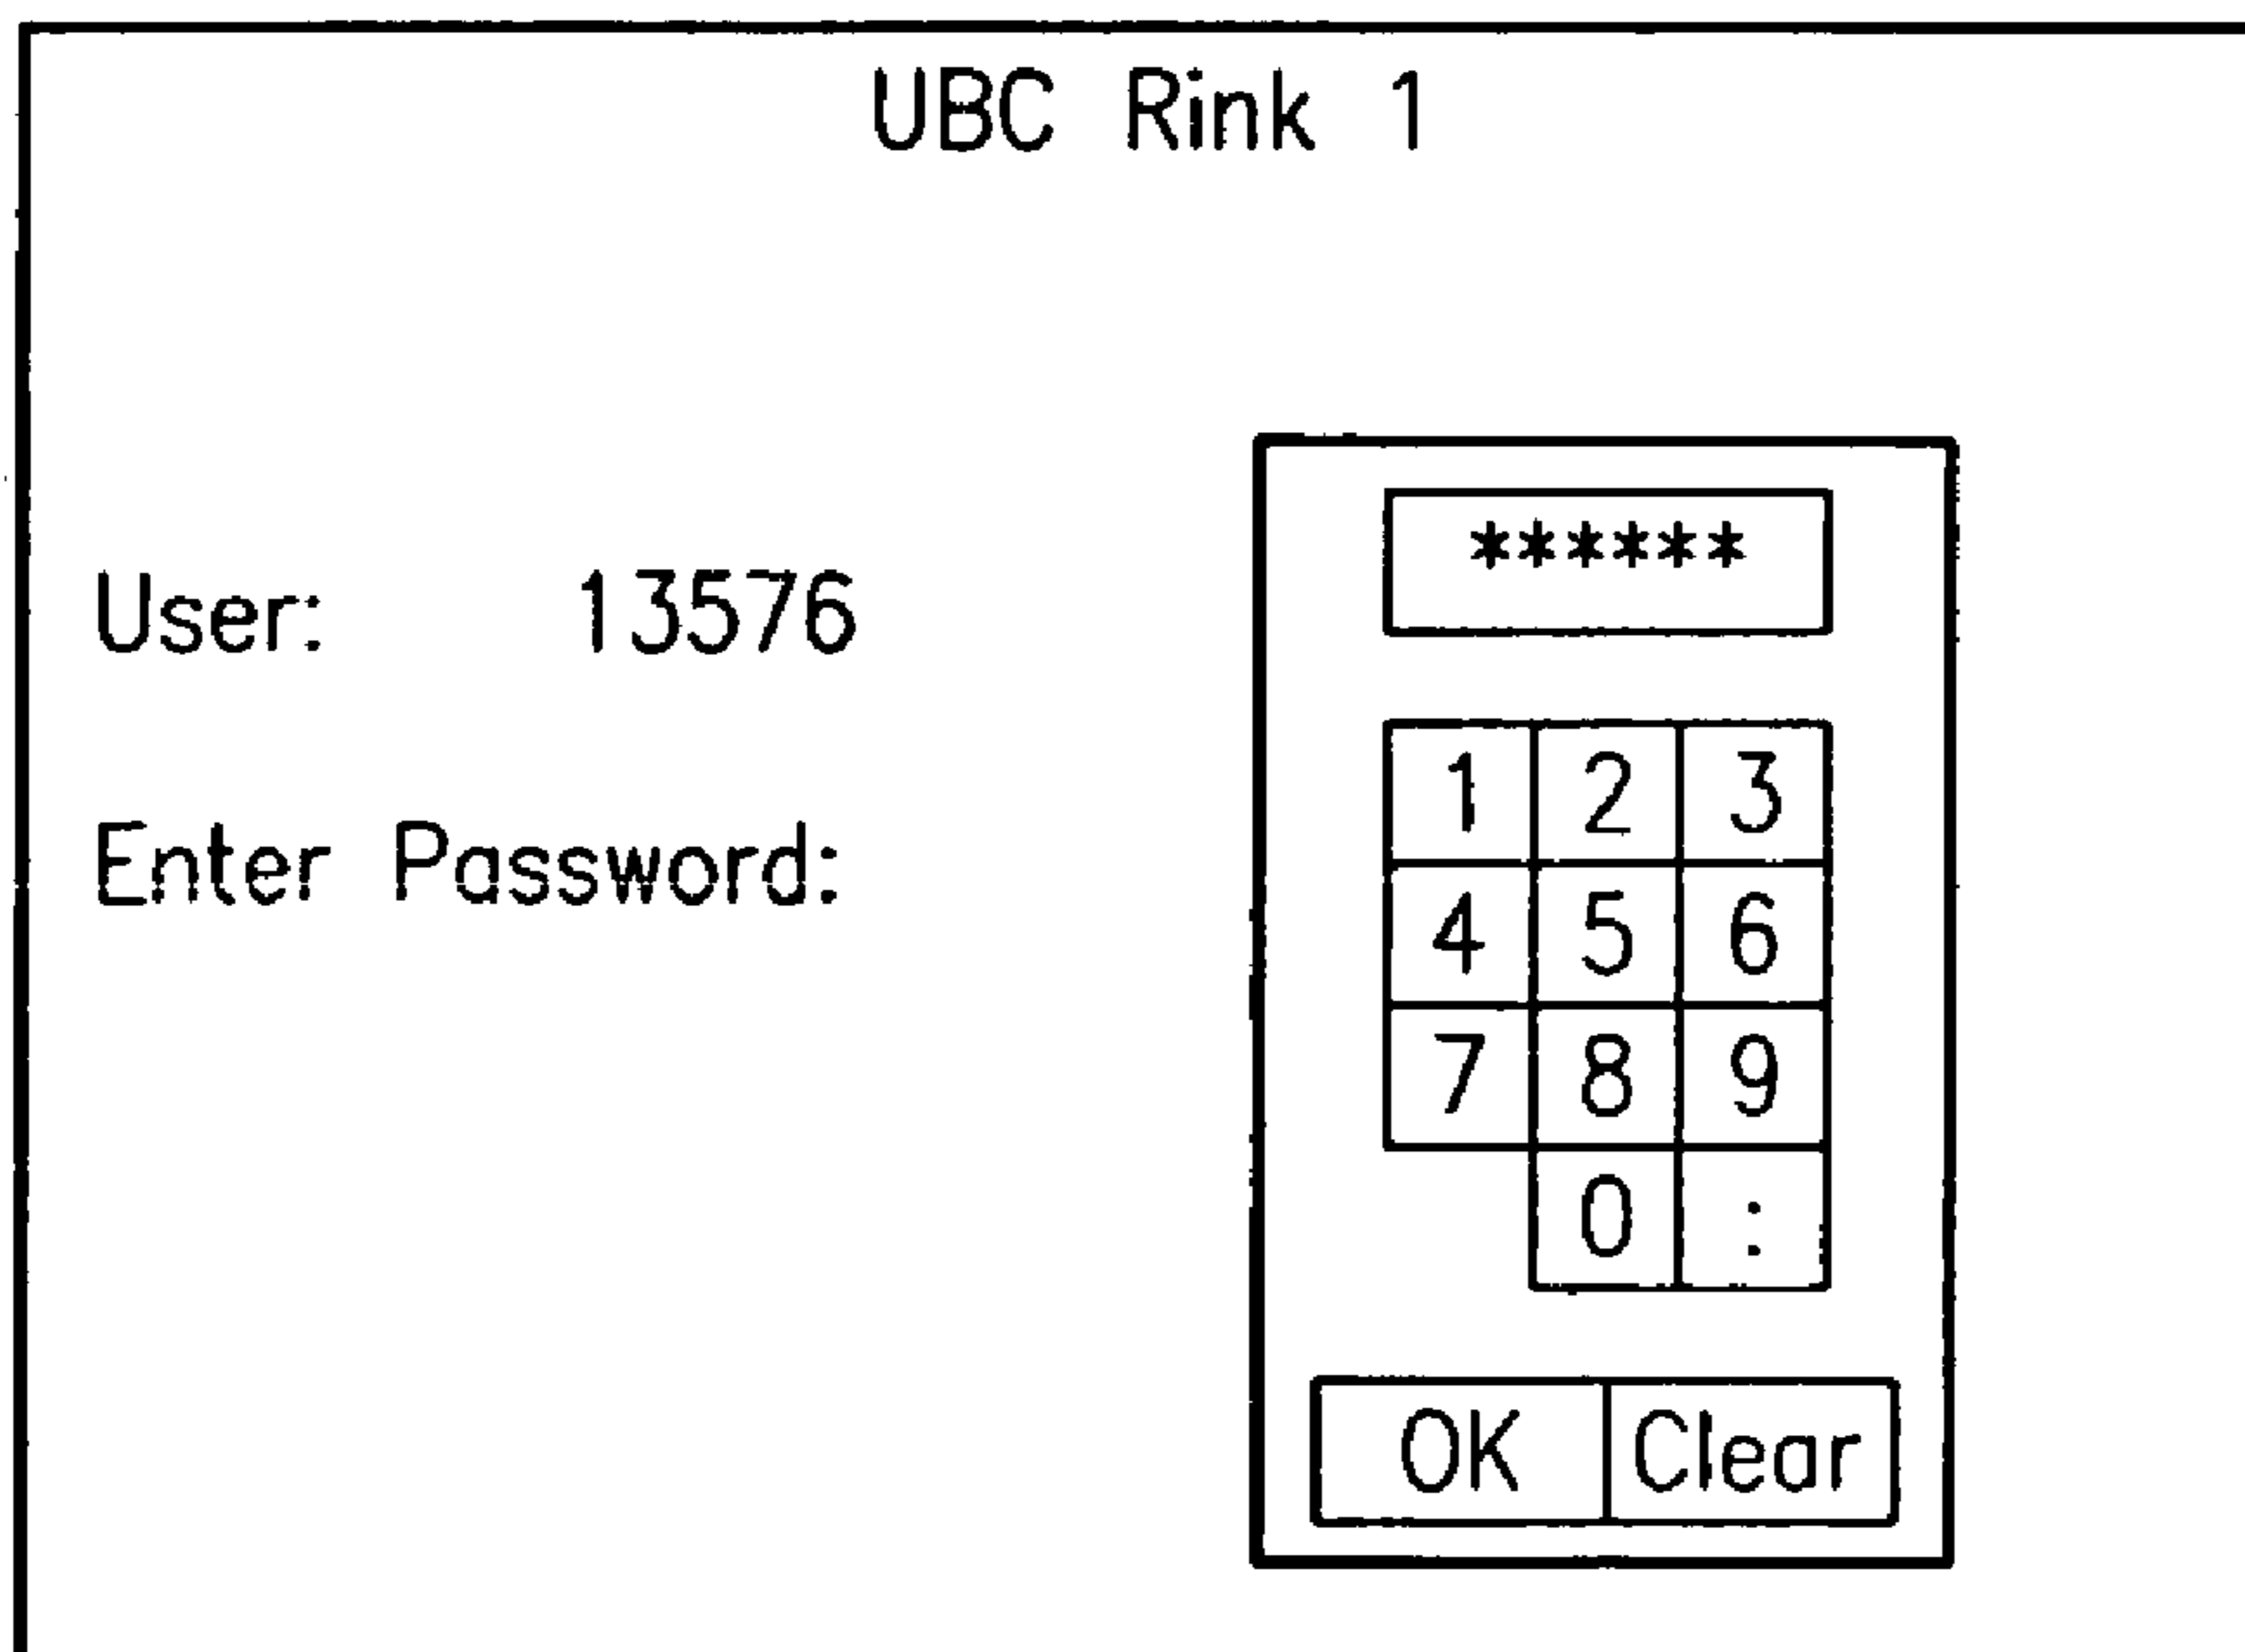 UBC Rink 1
User: 13576
Enter Password:
******
1 2 3
4 5 6
7 8 9
0 :
OK Clear